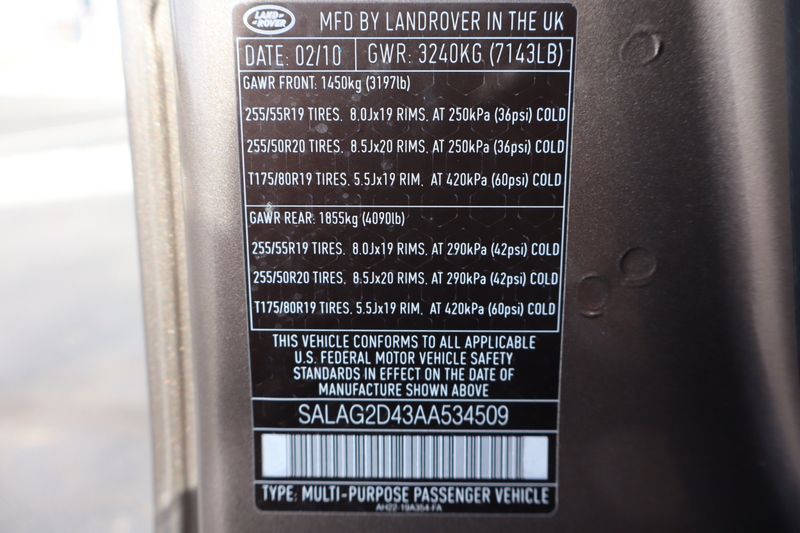 LAND ROVER MFD BY LANDROVER IN THE UK
DATE: 02/10 GWR: 3240KG (7143LB)
GAWR FRONT: 1450kg (3197lb)
255/55R19 TIRES. 8.0Jx19 RIMS. AT 250kPa (36psi) COLD
255/50R20 TIRES. 8.5Jx20 RIMS. AT 250kPa (36psi) COLD
T175/80R19 TIRES. 5.5Jx19 RIM. AT 420kPa (60psi) COLD
GAWR REAR: 1855kg (4090lb)
255/55R19 TIRES. 8.0Jx19 RIMS. AT 290kPa (42psi) COLD
255/50R20 TIRES. 8.5Jx20 RIMS. AT 290kPa (42psi) COLD
T175/80R19 TIRES. 5.5Jx19 RIM. AT 420kPa (60psi) COLD
THIS VEHICLE CONFORMS TO ALL APPLICABLE
U.S. FEDERAL MOTOR VEHICLE SAFETY
STANDARDS IN EFFECT ON THE DATE OF
MANUFACTURE SHOWN ABOVE
SALAG2D43AA534509
TYPE: MULTI-PURPOSE PASSENGER VEHICLE
AH22-19A354-FA